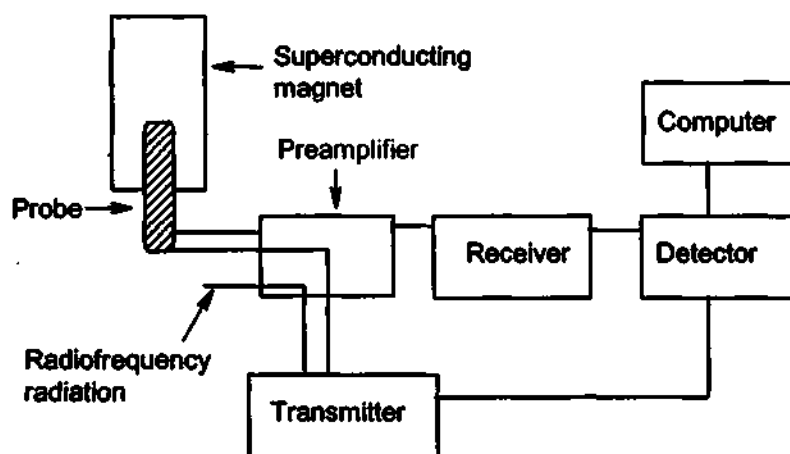 Superconducting
magnet
Computer
Preamplifier
Probe
Receiver
Detector
Radiofrequency
radiation
Transmitter